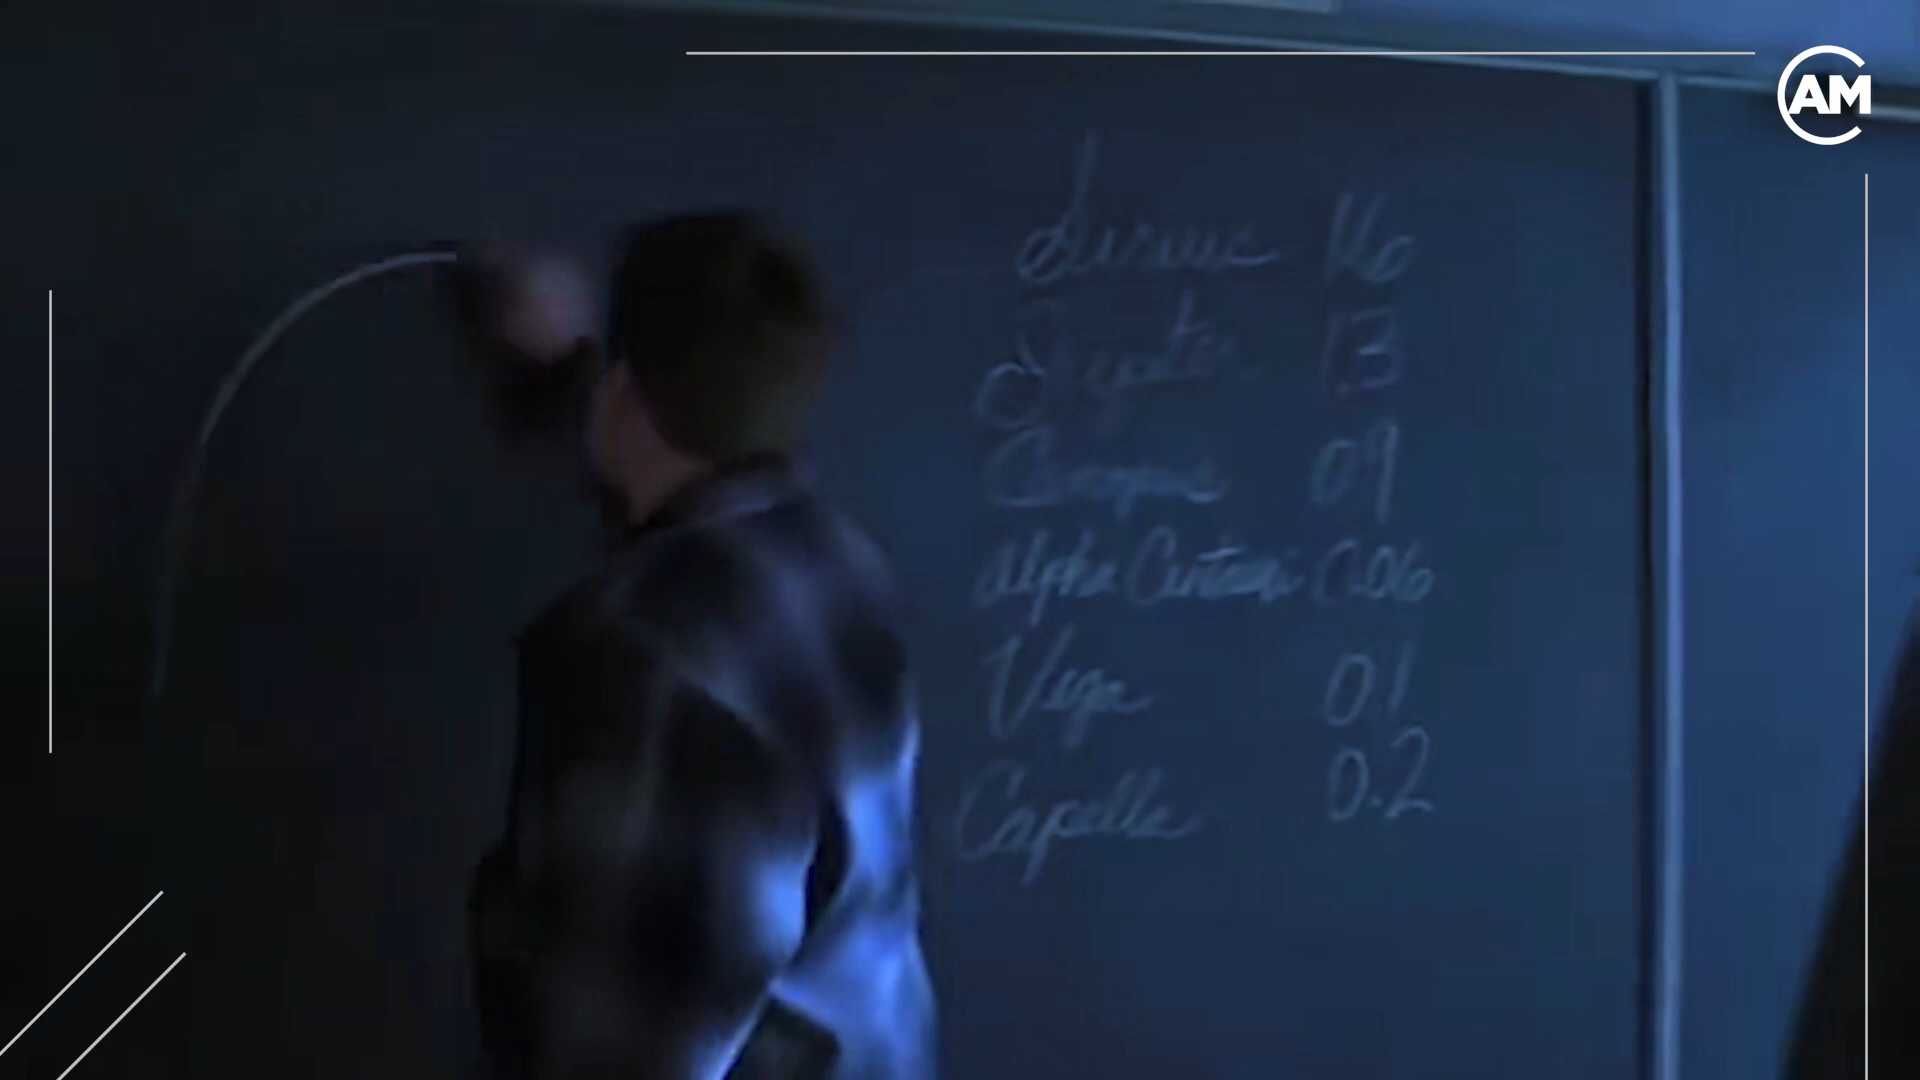 AM
Sirius 1.6
Jupiter 1.3
Canopus 0.9
Alpha Centauri 0.06
Vega 0.1
Capella 0.2